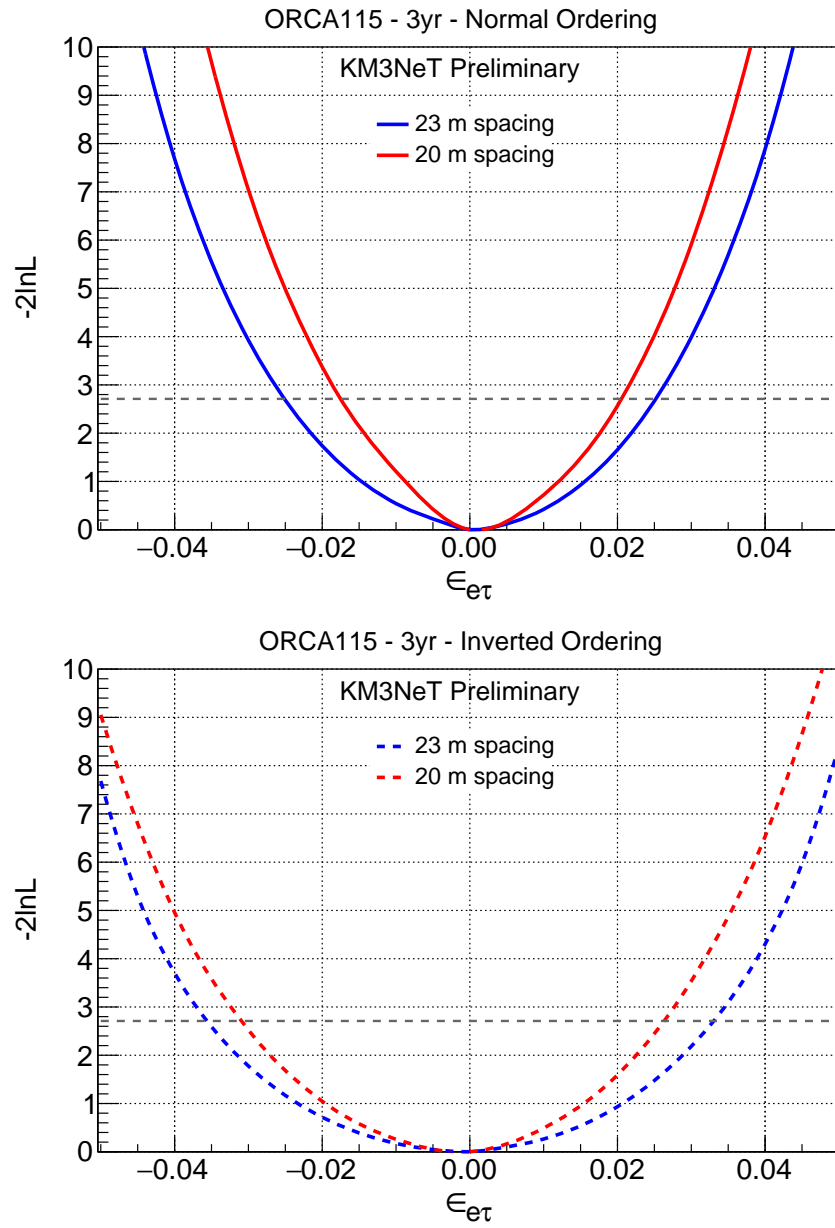 ORCA115 - 3yr - Normal Ordering
KM3NeT Preliminary
23 m spacing
20 m spacing
10
9
8
7
6
5
4
3
2
1
0
-2lnL
−0.04 −0.02 0.00 0.02 0.04
∈eτ
ORCA115 - 3yr - Inverted Ordering
KM3NeT Preliminary
23 m spacing
20 m spacing
10
9
8
7
6
5
4
3
2
1
0
-2lnL
−0.04 −0.02 0.00 0.02 0.04
∈eτ